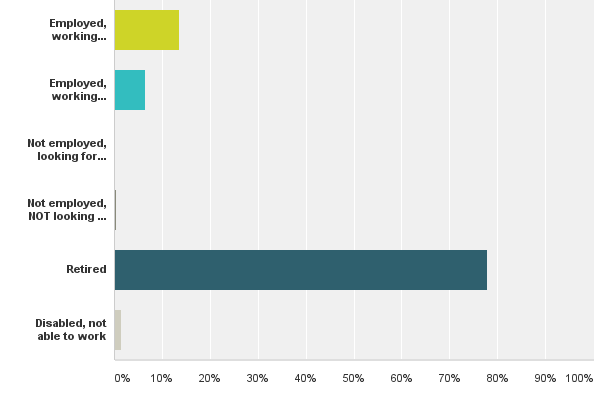 Employed,
working...
Employed,
working...
Not employed,
looking for...
Not employed,
NOT looking ...
Retired
Disabled, not
able to work
0% 10% 20% 30% 40% 50% 60% 70% 80% 90% 100%